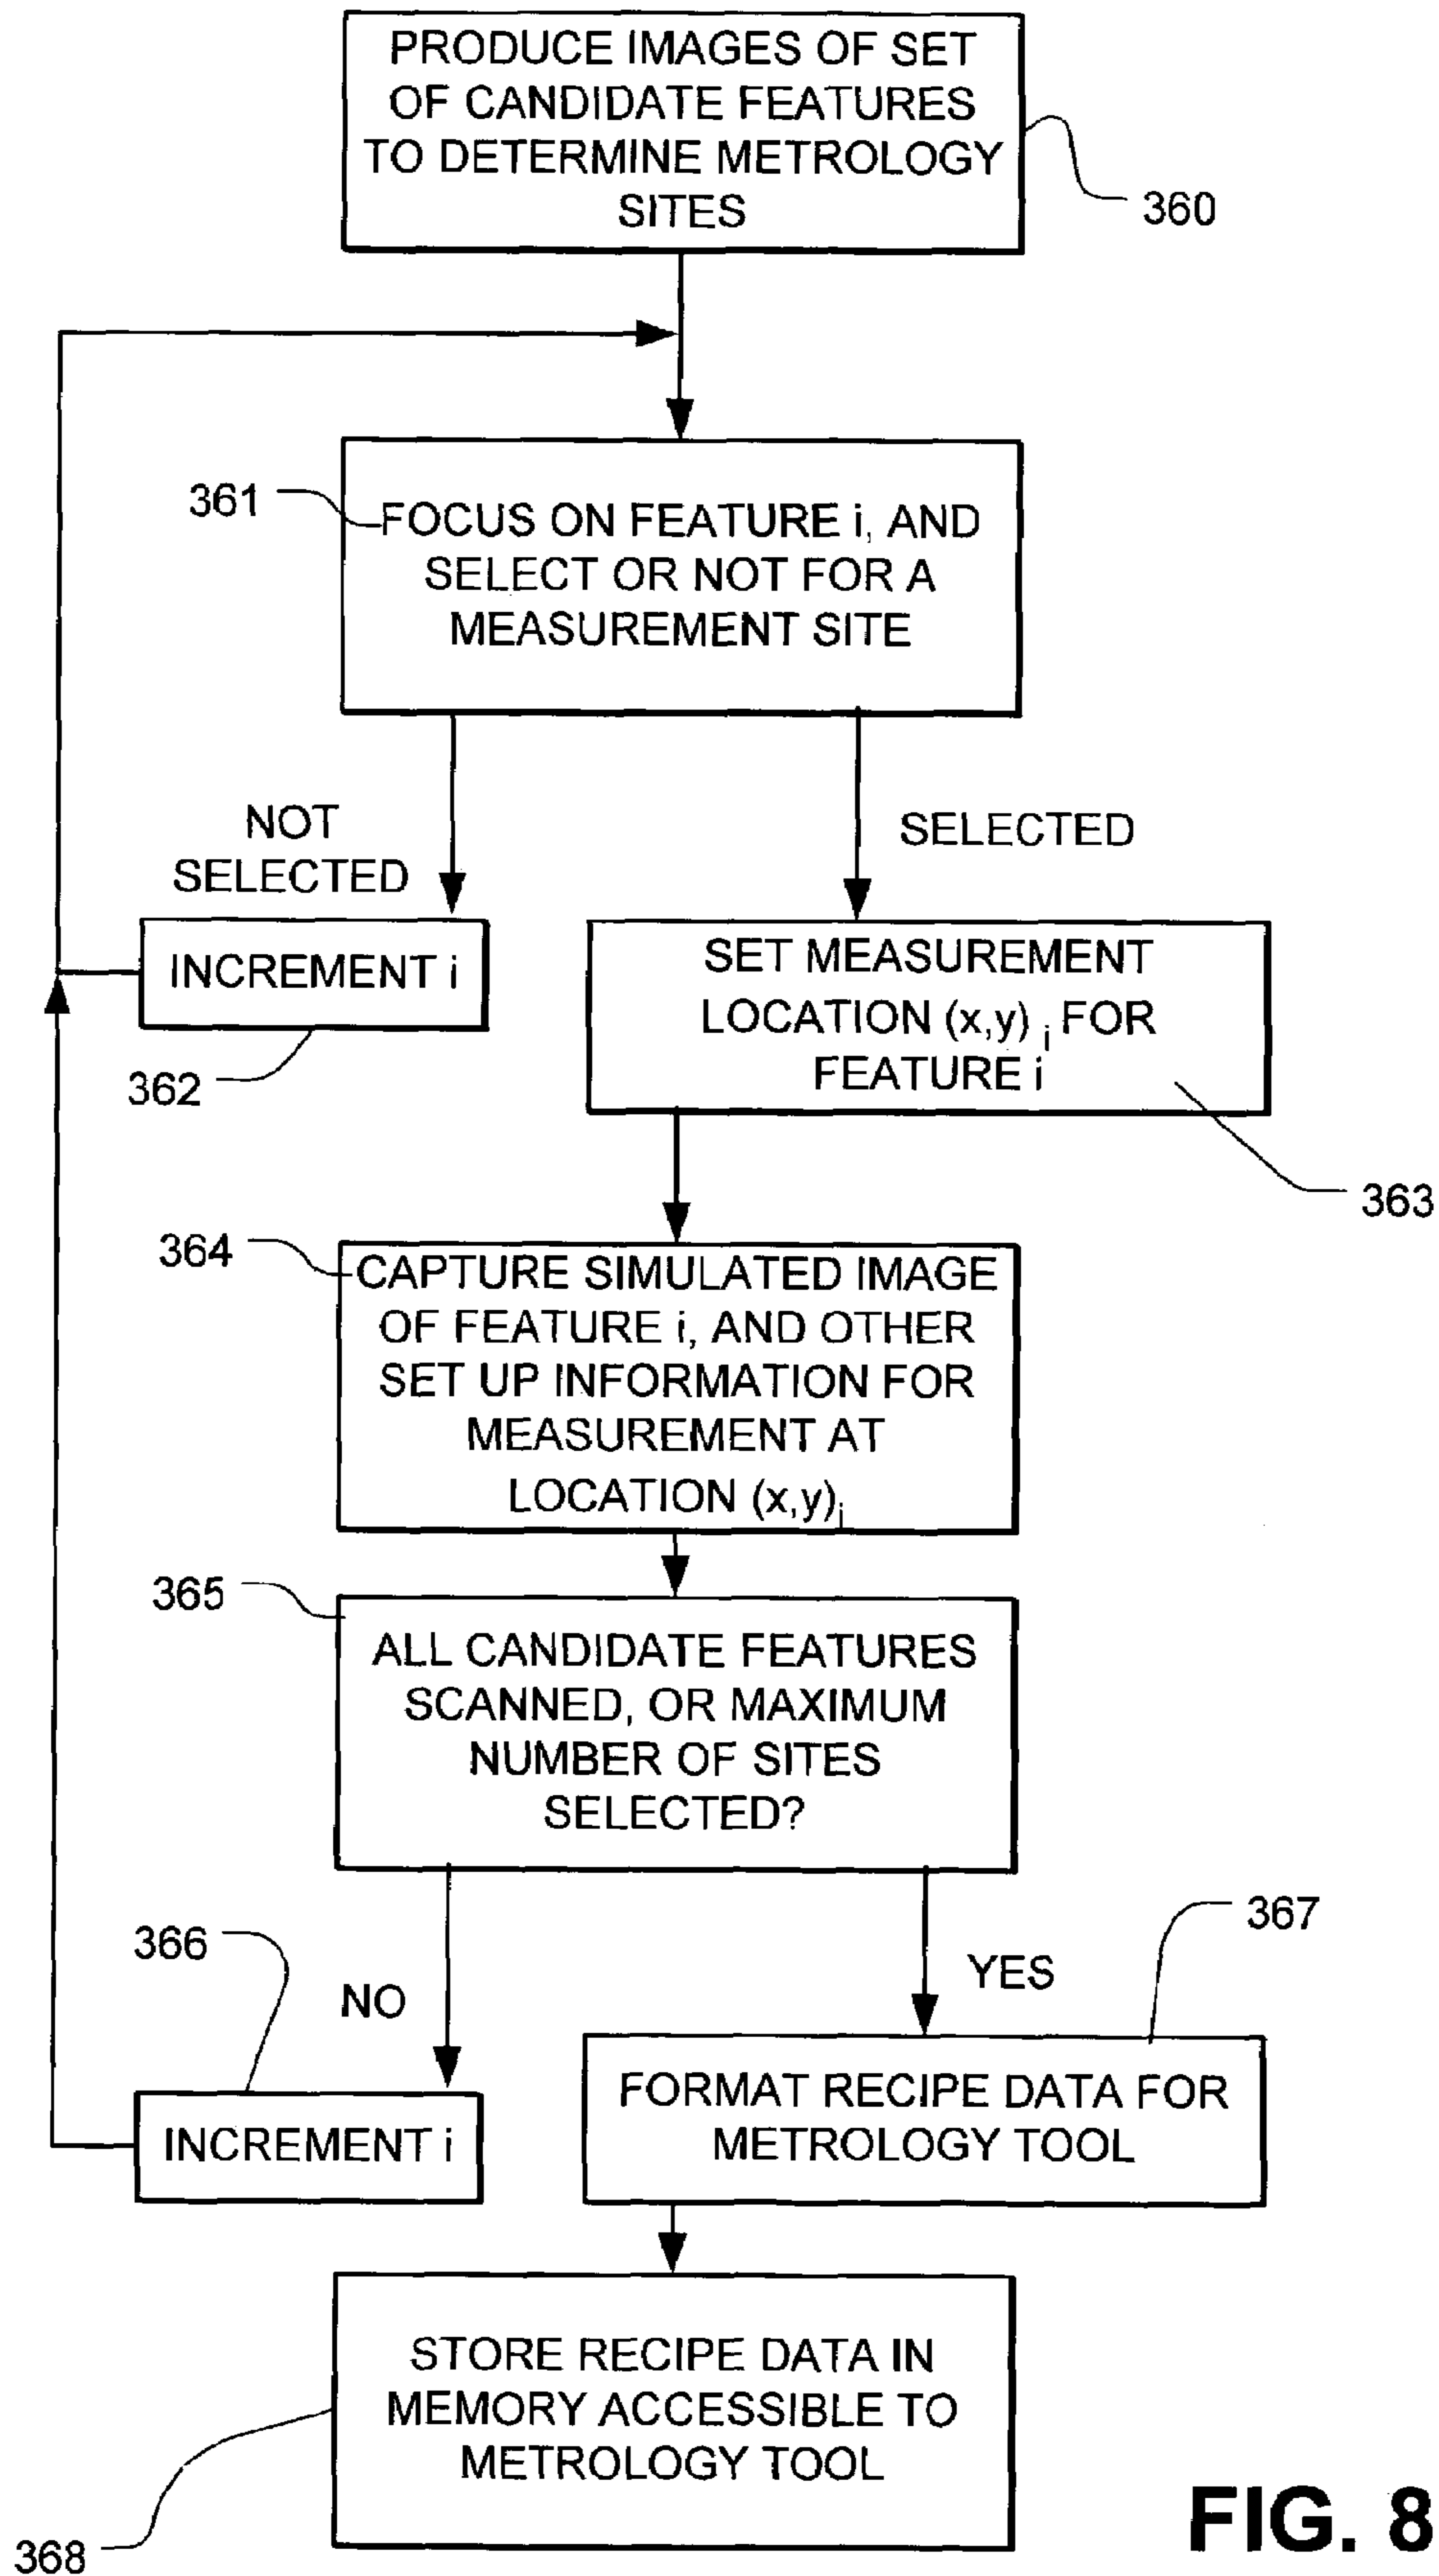 PRODUCE IMAGES OF SET
OF CANDIDATE FEATURES
TO DETERMINE METROLOGY
SITES
360
361
FOCUS ON FEATURE i, AND
SELECT OR NOT FOR A
MEASUREMENT SITE
NOT
SELECTED
SELECTED
INCREMENT i
362
SET MEASUREMENT
LOCATION (x,y) i FOR
FEATURE i
363
364
CAPTURE SIMULATED IMAGE
OF FEATURE i, AND OTHER
SET UP INFORMATION FOR
MEASUREMENT AT
LOCATION (x,y)i
365
ALL CANDIDATE FEATURES
SCANNED, OR MAXIMUM
NUMBER OF SITES
SELECTED?
366
NO
YES
367
INCREMENT i
FORMAT RECIPE DATA FOR
METROLOGY TOOL
STORE RECIPE DATA IN
MEMORY ACCESSIBLE TO
METROLOGY TOOL
368
FIG. 8